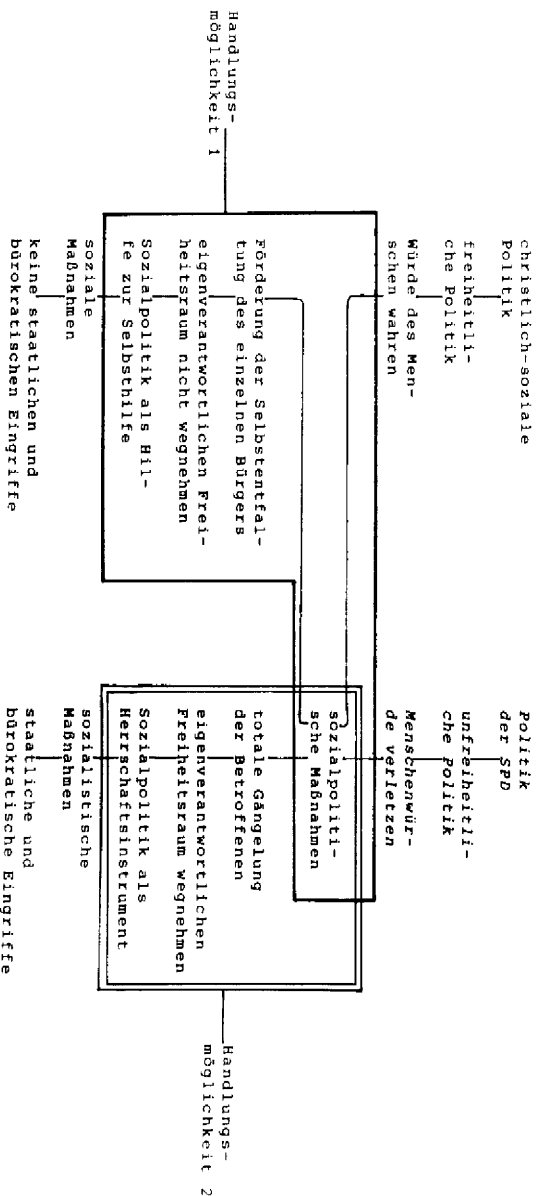 Handlungs-
möglichkeit 1
christlich-soziale
Politik
freiheitli-
che Politik
Würde des Men-
schen wahren
Förderung der Selbstentfal-
tung des einzelnen Bürgers
eigenverantwortlichen Frei-
heitsraum nicht wegnehmen
Sozialpolitik als Hil-
fe zur Selbsthilfe
soziale
Maßnahmen
keine staatlichen und
bürokratischen Eingriffe
Politik
der SPD
unfreiheitli-
che Politik
Menschenwür-
de verletzen
sozialpoliti-
sche Maßnahmen
totale Gängelung
der Betroffenen
eigenverantwortlichen
Freiheitsraum wegnehmen
Sozialpolitik als
Herrschaftsinstrument
sozialistische
Maßnahmen
staatliche und
bürokratische Eingriffe
Handlungs-
möglichkeit 2